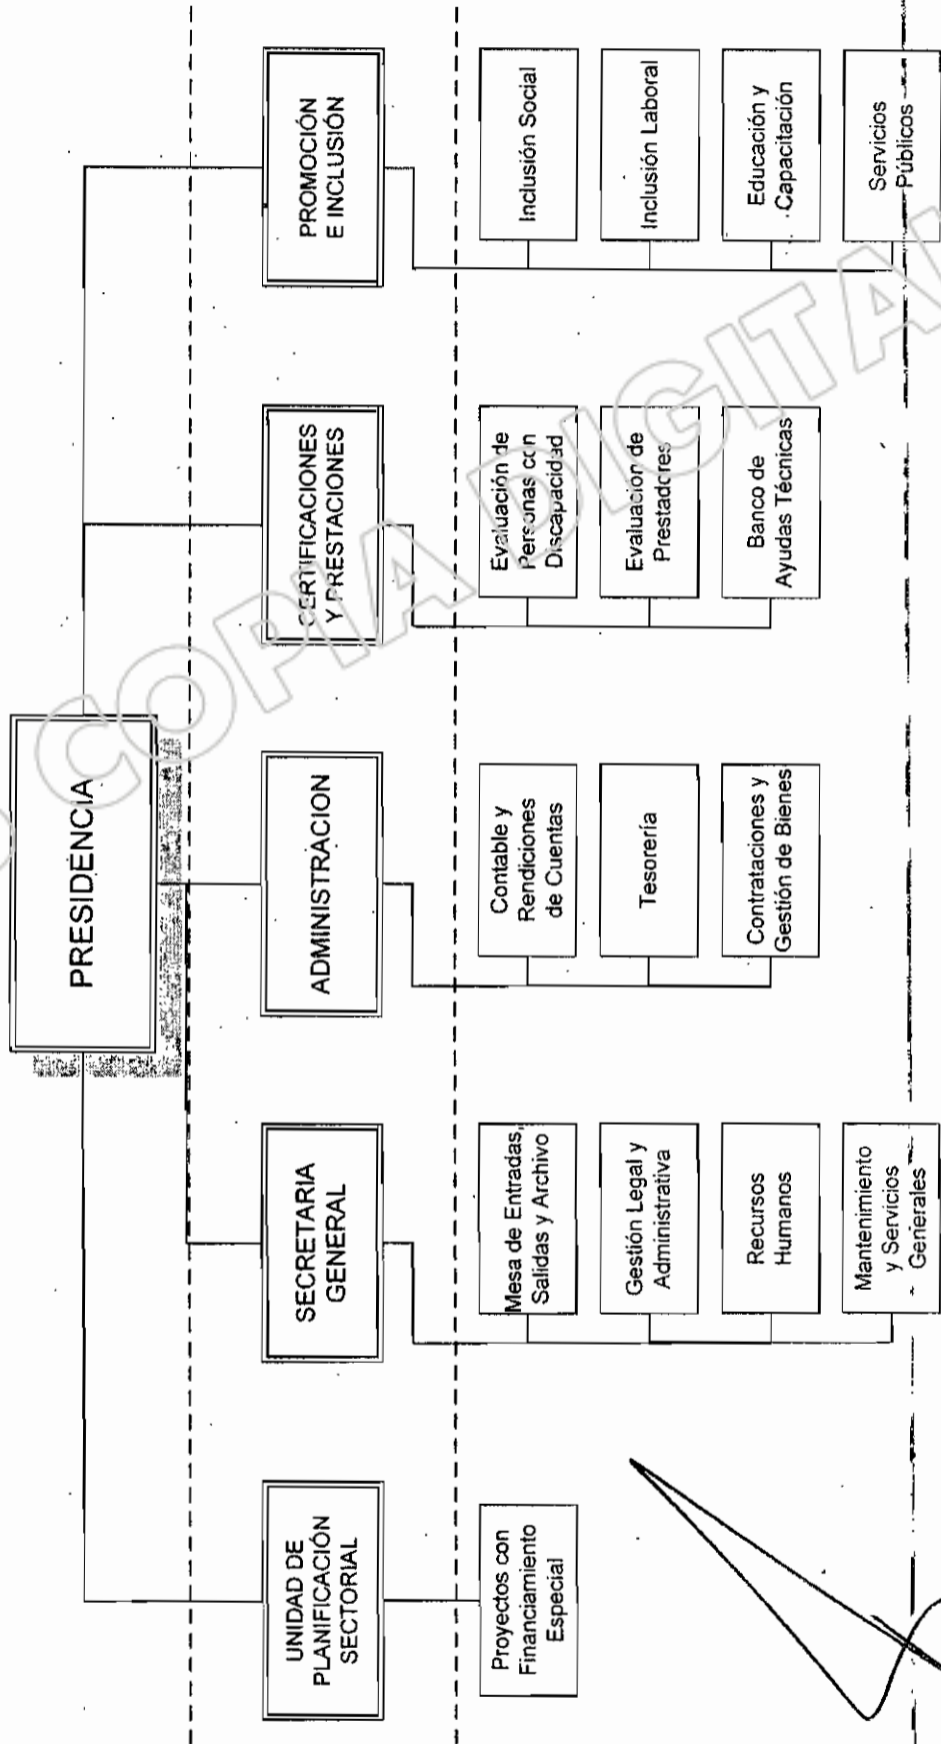 PRESIDENCIA
UNIDAD DE
PLANIFICACIÓN
SECTORIAL
SECRETARIA
GENERAL
ADMINISTRACION
CERTIFICACIONES
Y PRESTACIONES
PROMOCIÓN
E INCLUSIÓN
Proyectos con
Financiamiento
Especial
Mesa de Entradas,
Salidas y Archivo
Gestión Legal y
Administrativa
Recursos
Humanos
Mantenimiento
y Servicios
Generales
Contable y
Rendiciones
de Cuentas
Tesorería
Contrataciones y
Gestión de Bienes
Evaluación de
Personas con
Discapacidad
Evaluación de
Prestadores
Banco de
Ayudas Técnicas
Inclusión Social
Inclusión Laboral
Educación y
Capacitación
Servicios
Públicos
COPIA DIGITAL